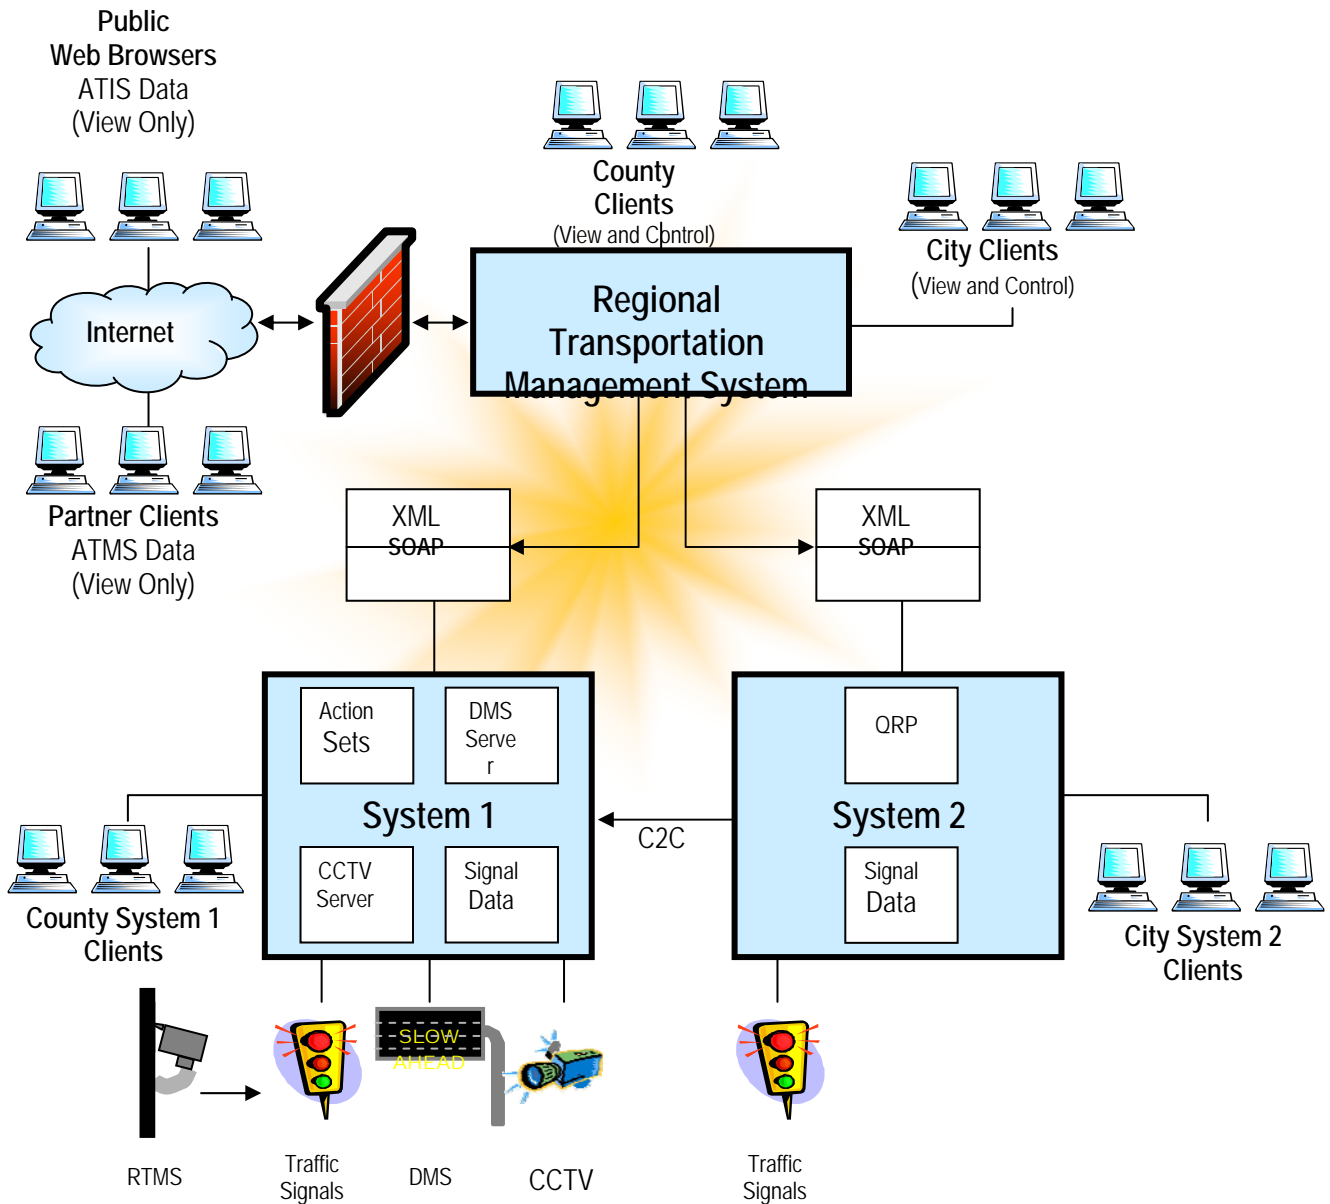 Public
Web Browsers
ATIS Data
(View Only)
County
Clients
(View and Control)
City Clients
(View and Control)
Internet
Regional
Transportation
Management System
Partner Clients
ATMS Data
(View Only)
XML
SOAP
XML
SOAP
Action
Sets
DMS
Serve
r
QRP
System 1
System 2
C2C
CCTV
Server
Signal
Data
Signal
Data
County System 1
Clients
City System 2
Clients
SLOW
AHEAD
RTMS
Traffic
Signals
DMS
CCTV
Traffic
Signals